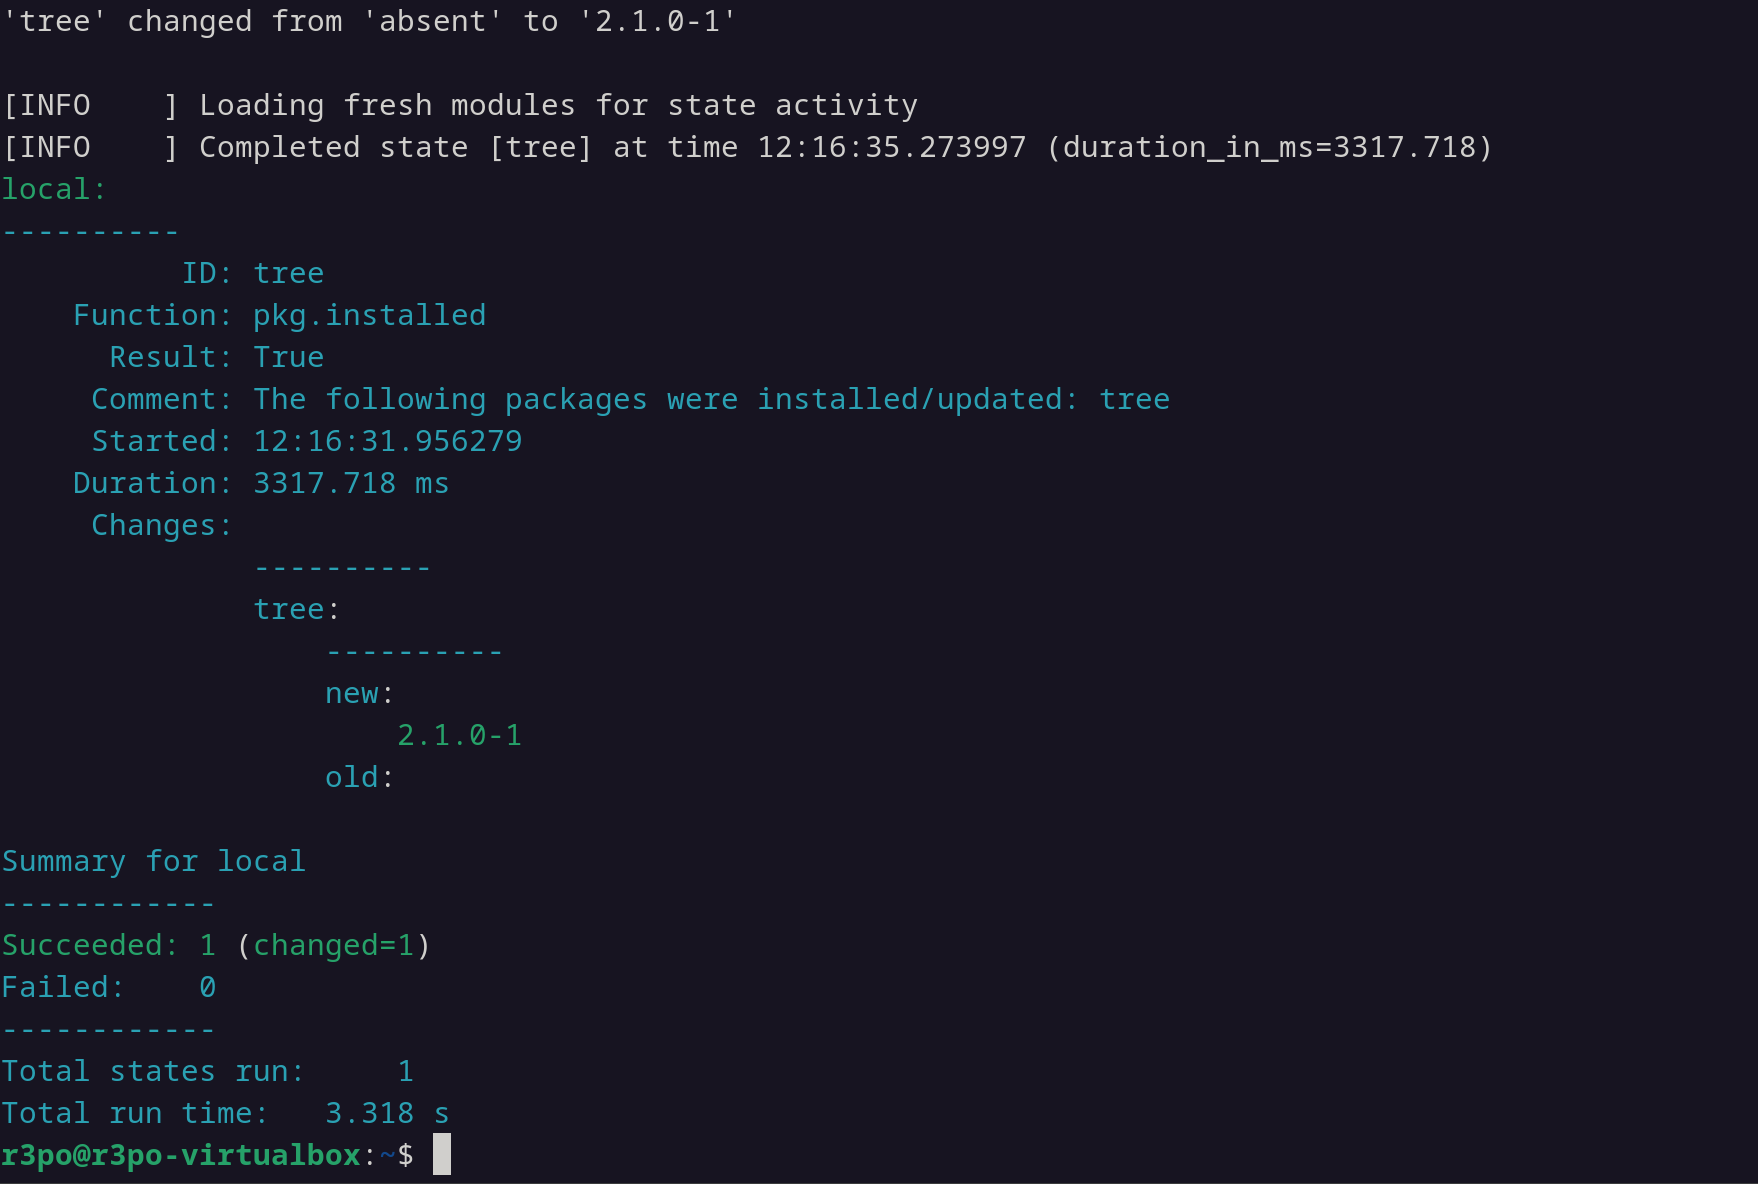 'tree' changed from 'absent' to '2.1.0-1'
[INFO    ] Loading fresh modules for state activity
[INFO    ] Completed state [tree] at time 12:16:35.273997 (duration_in_ms=3317.718)
local:
----------
          ID: tree
    Function: pkg.installed
      Result: True
     Comment: The following packages were installed/updated: tree
     Started: 12:16:31.956279
    Duration: 3317.718 ms
     Changes:
              ----------
              tree:
                  ----------
                  new:
                      2.1.0-1
                  old:
Summary for local
------------
Succeeded: 1 (changed=1)
Failed:    0
------------
Total states run:     1
Total run time:   3.318 s
r3po@r3po-virtualbox:~$